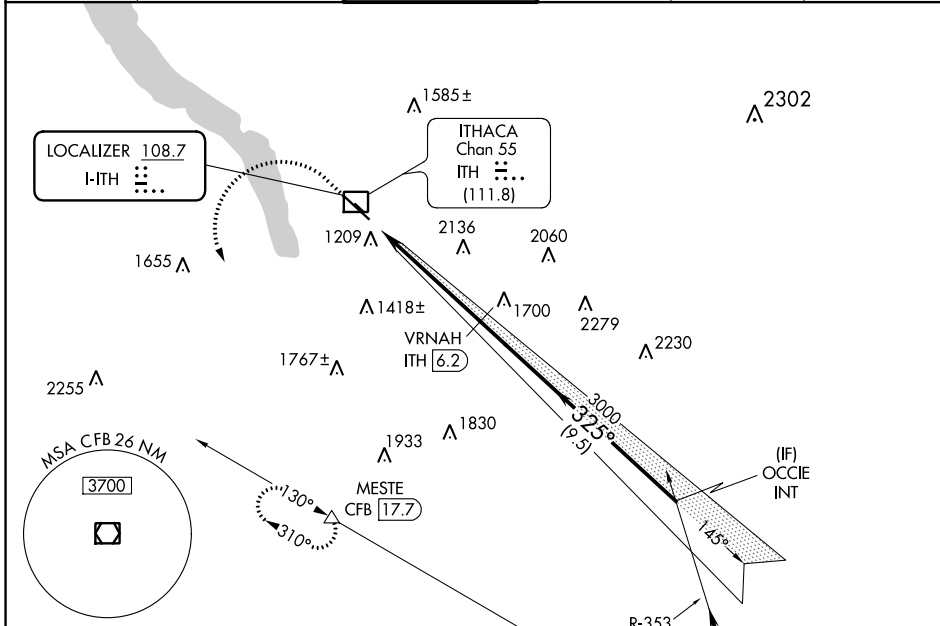 2302
1585±
ITHACA
Chan 55
ITH
(111.8)
LOCALIZER 108.7
I-ITH
1209
2136
2060
1655
1418±
1700
2279
VRNAH
ITH 6.2
2230
1767±
2255
3000
325°
(9.5)
1830
1933
(IF)
OCCIE
INT
MSA CFB 26 NM
3700
MESTE
CFB 17.7
130°
310°
145°
R-353